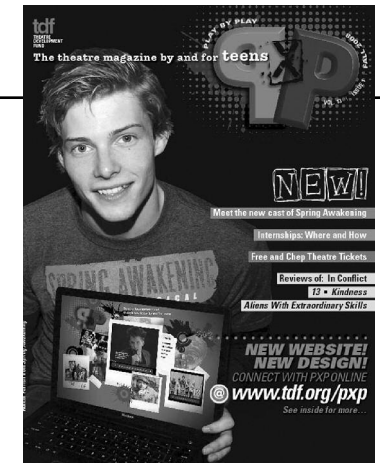 tdf
THEATRE
DEVELOPMENT
FUND
The theatre magazine by and for teens
PLAY BY PLAY
PXP
FALL 2008
NEW!
Meet the new cast of Spring Awakening
Internships: Where and How
Free and Chep Theatre Tickets
Reviews of: In Conflict
13 • Kindness
Aliens With Extraordinary Skills
SPRING AWAKENING
NEW WEBSITE!
NEW DESIGN!
CONNECT WITH PXP ONLINE
@ www.tdf.org/pxp
See inside for more...